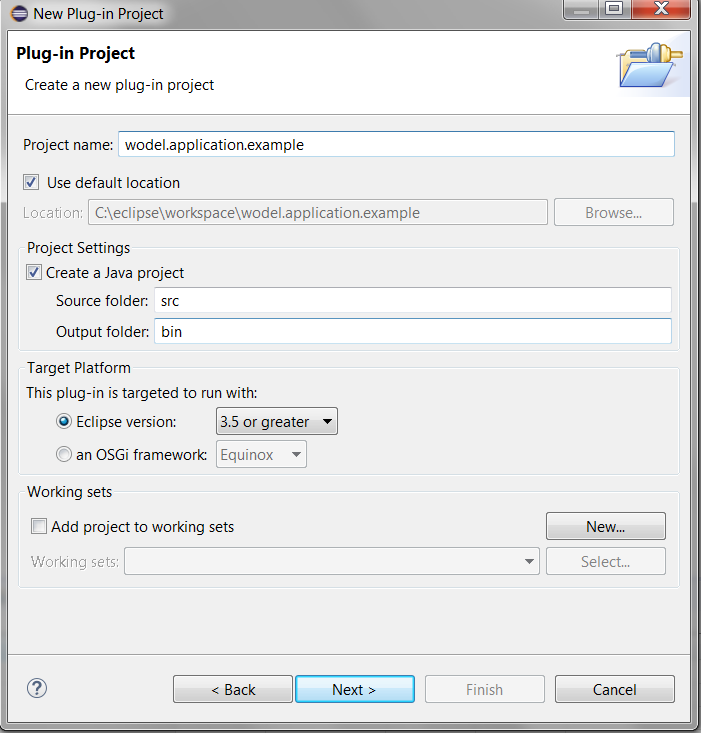 New Plug-in Project
Plug-in Project
Create a new plug-in project
Project name: wodel.application.example
Use default location
Location: C:\eclipse\workspace\wodel.application.example Browse...
Project Settings
Create a Java project
Source folder: src
Output folder: bin
Target Platform
This plug-in is targeted to run with:
Eclipse version: 3.5 or greater
an OSGi framework: Equinox
Working sets
Add project to working sets New...
Working sets: Select...
? < Back Next > Finish Cancel